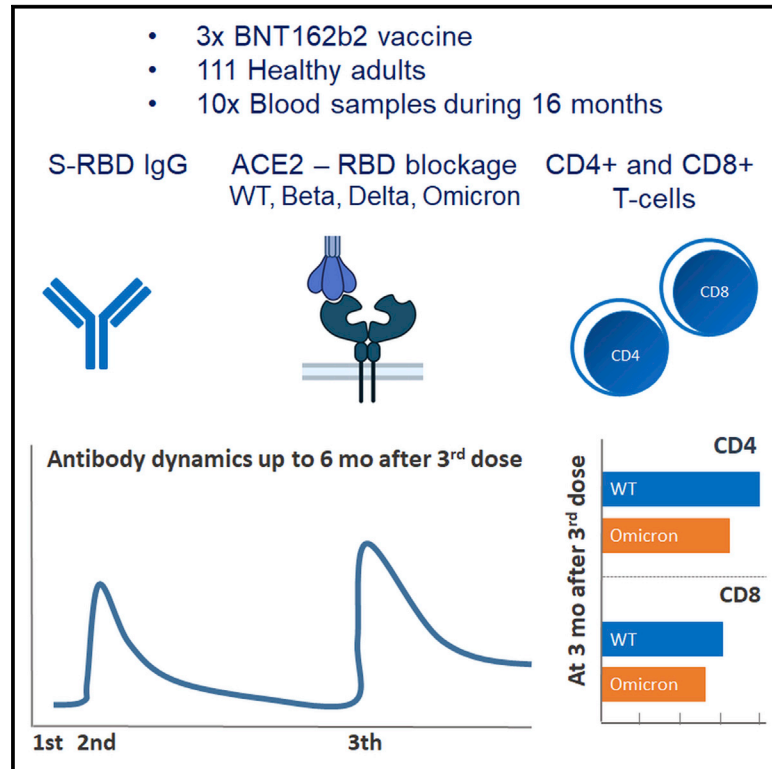 • 3x BNT162b2 vaccine
• 111 Healthy adults
• 10x Blood samples during 16 months
S-RBD IgG
ACE2 – RBD blockage
WT, Beta, Delta, Omicron
CD4+ and CD8+
T-cells
CD8
CD4
Antibody dynamics up to 6 mo after 3rd dose
1st 2nd
3th
At 3 mo after 3rd dose
CD4
WT
Omicron
CD8
WT
Omicron